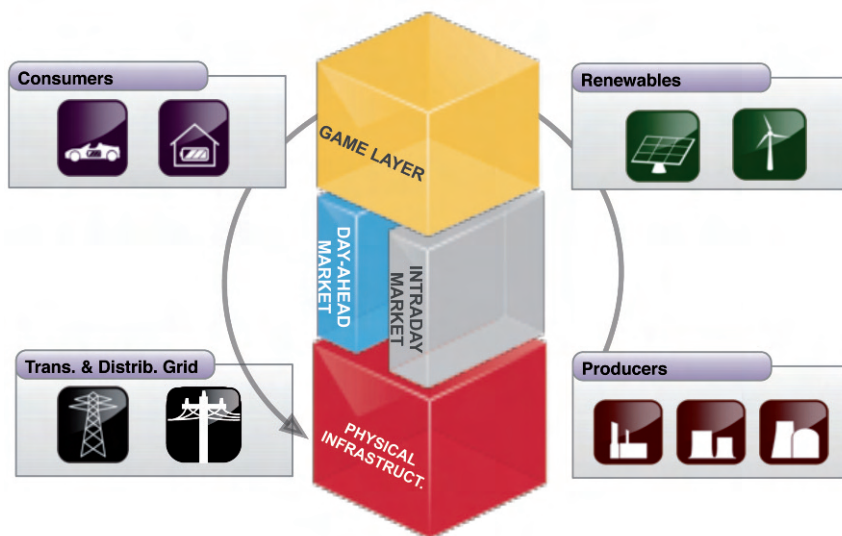 Consumers
Renewables
GAME LAYER
DAY-AHEAD
MARKET
INTRADAY
MARKET
Trans. & Distrib. Grid
Producers
PHYSICAL
INFRASTRUCT.